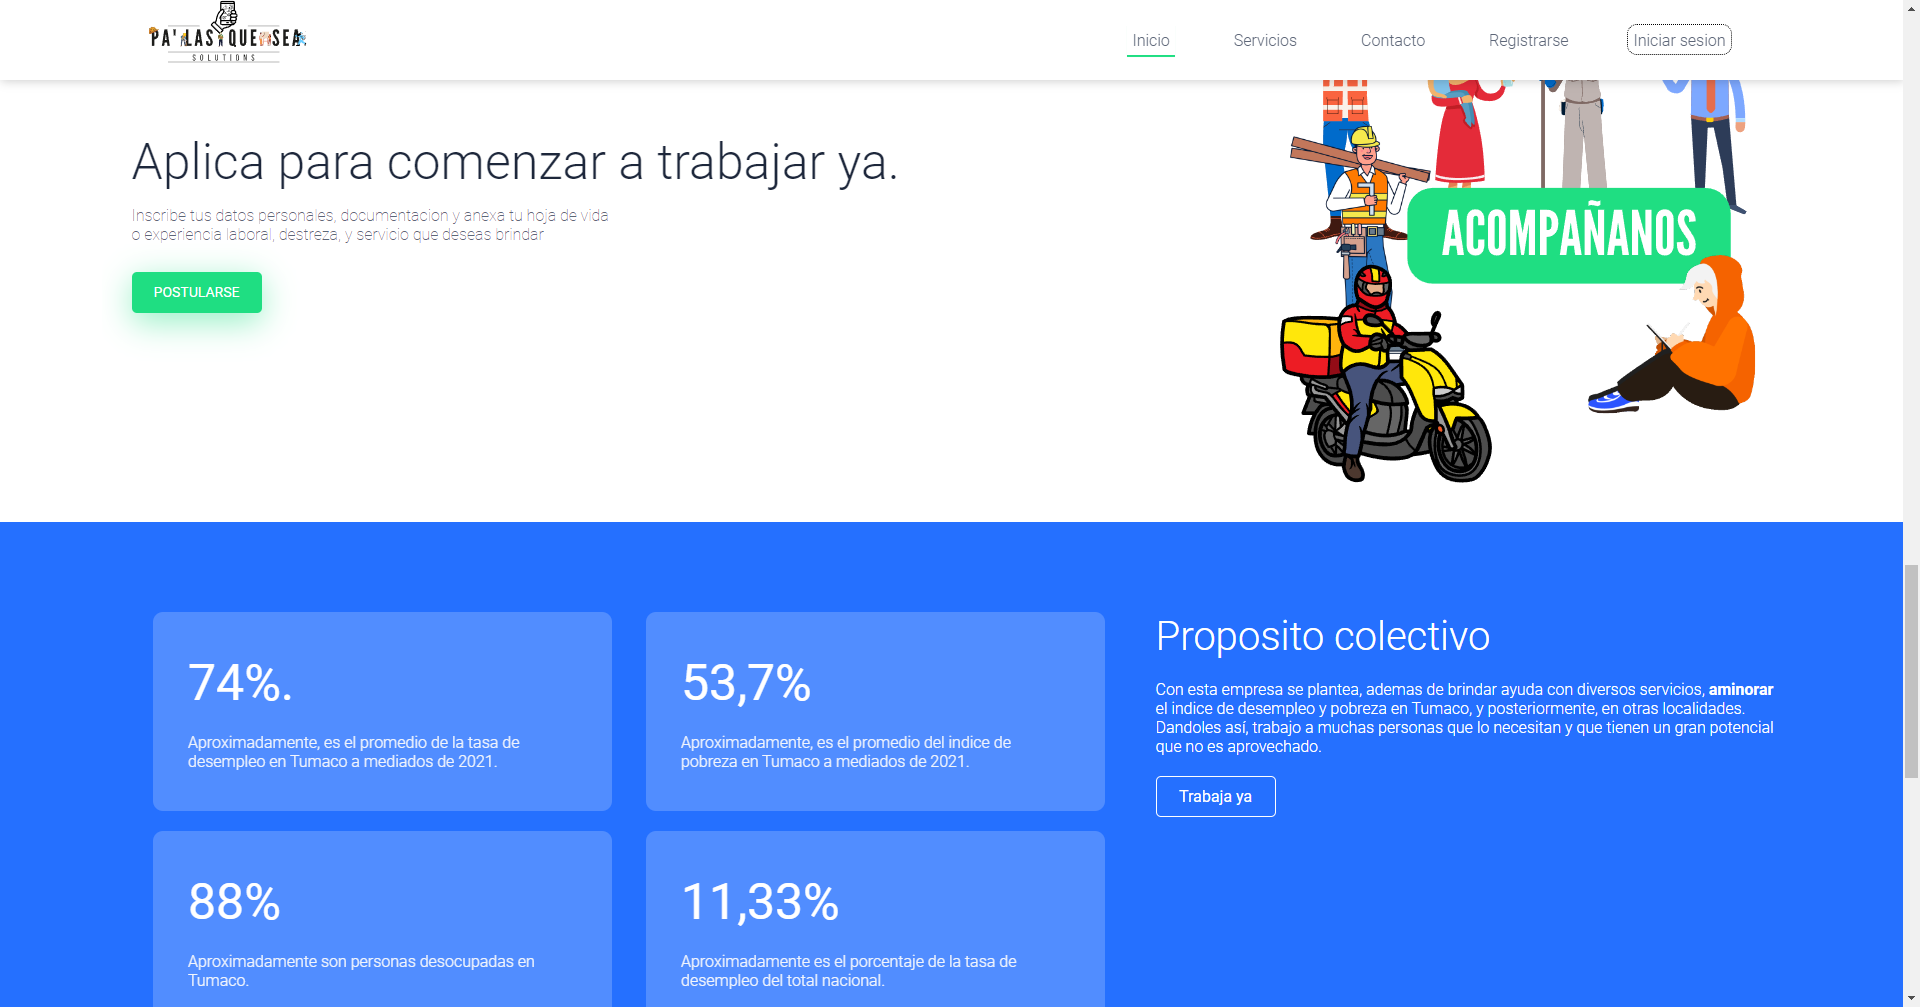 PA' LAS QUE SEA
SOLUTIONS
Inicio
Servicios
Contacto
Registrarse
Iniciar sesion
Aplica para comenzar a trabajar ya.
Inscribe tus datos personales, documentacion y anexa tu hoja de vida
o experiencia laboral, destreza, y servicio que deseas brindar
POSTULARSE
ACOMPAÑANOS
74%.
Aproximadamente, es el promedio de la tasa de
desempleo en Tumaco a mediados de 2021.
53,7%
Aproximadamente, es el promedio del indice de
pobreza en Tumaco a mediados de 2021.
Proposito colectivo
Con esta empresa se plantea, ademas de brindar ayuda con diversos servicios, aminorar
el indice de desempleo y pobreza en Tumaco, y posteriormente, en otras localidades.
Dandoles así, trabajo a muchas personas que lo necesitan y que tienen un gran potencial
que no es aprovechado.
Trabaja ya
88%
Aproximadamente son personas desocupadas en
Tumaco.
11,33%
Aproximadamente es el porcentaje de la tasa de
desempleo del total nacional.